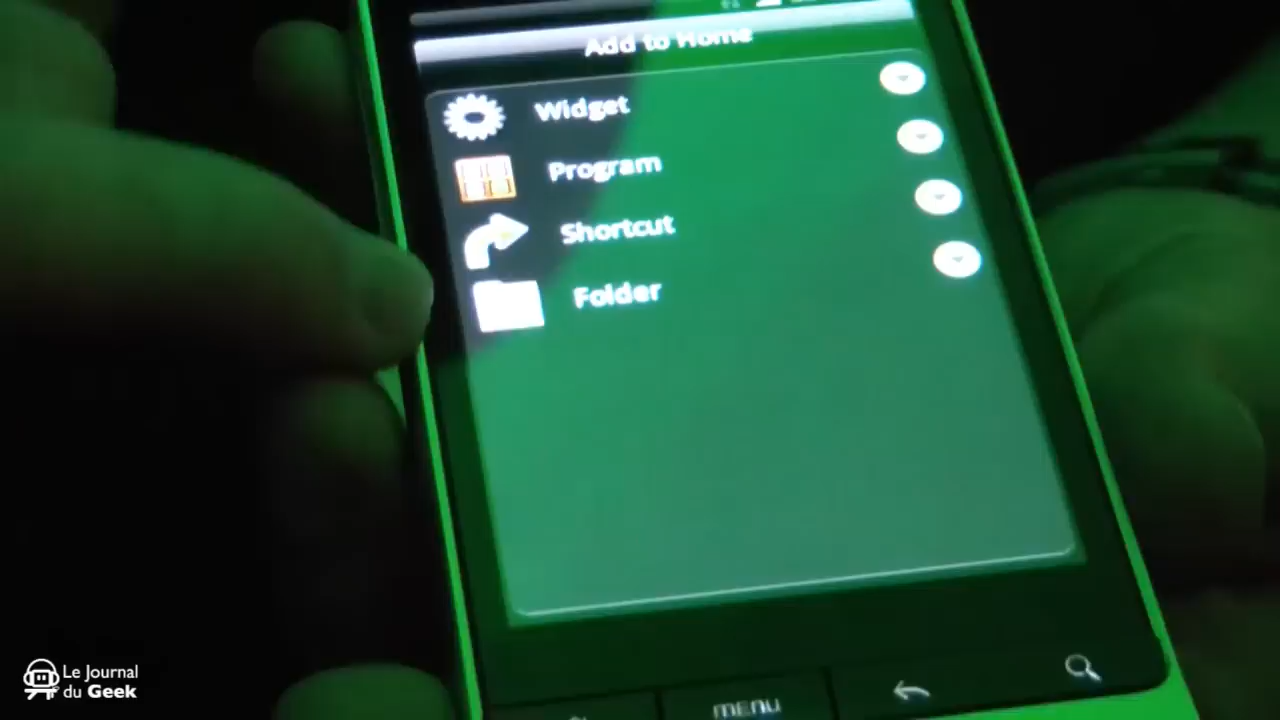 Add to Home
Widget
Program
Shortcut
Folder
MENU
Le Journal
du Geek